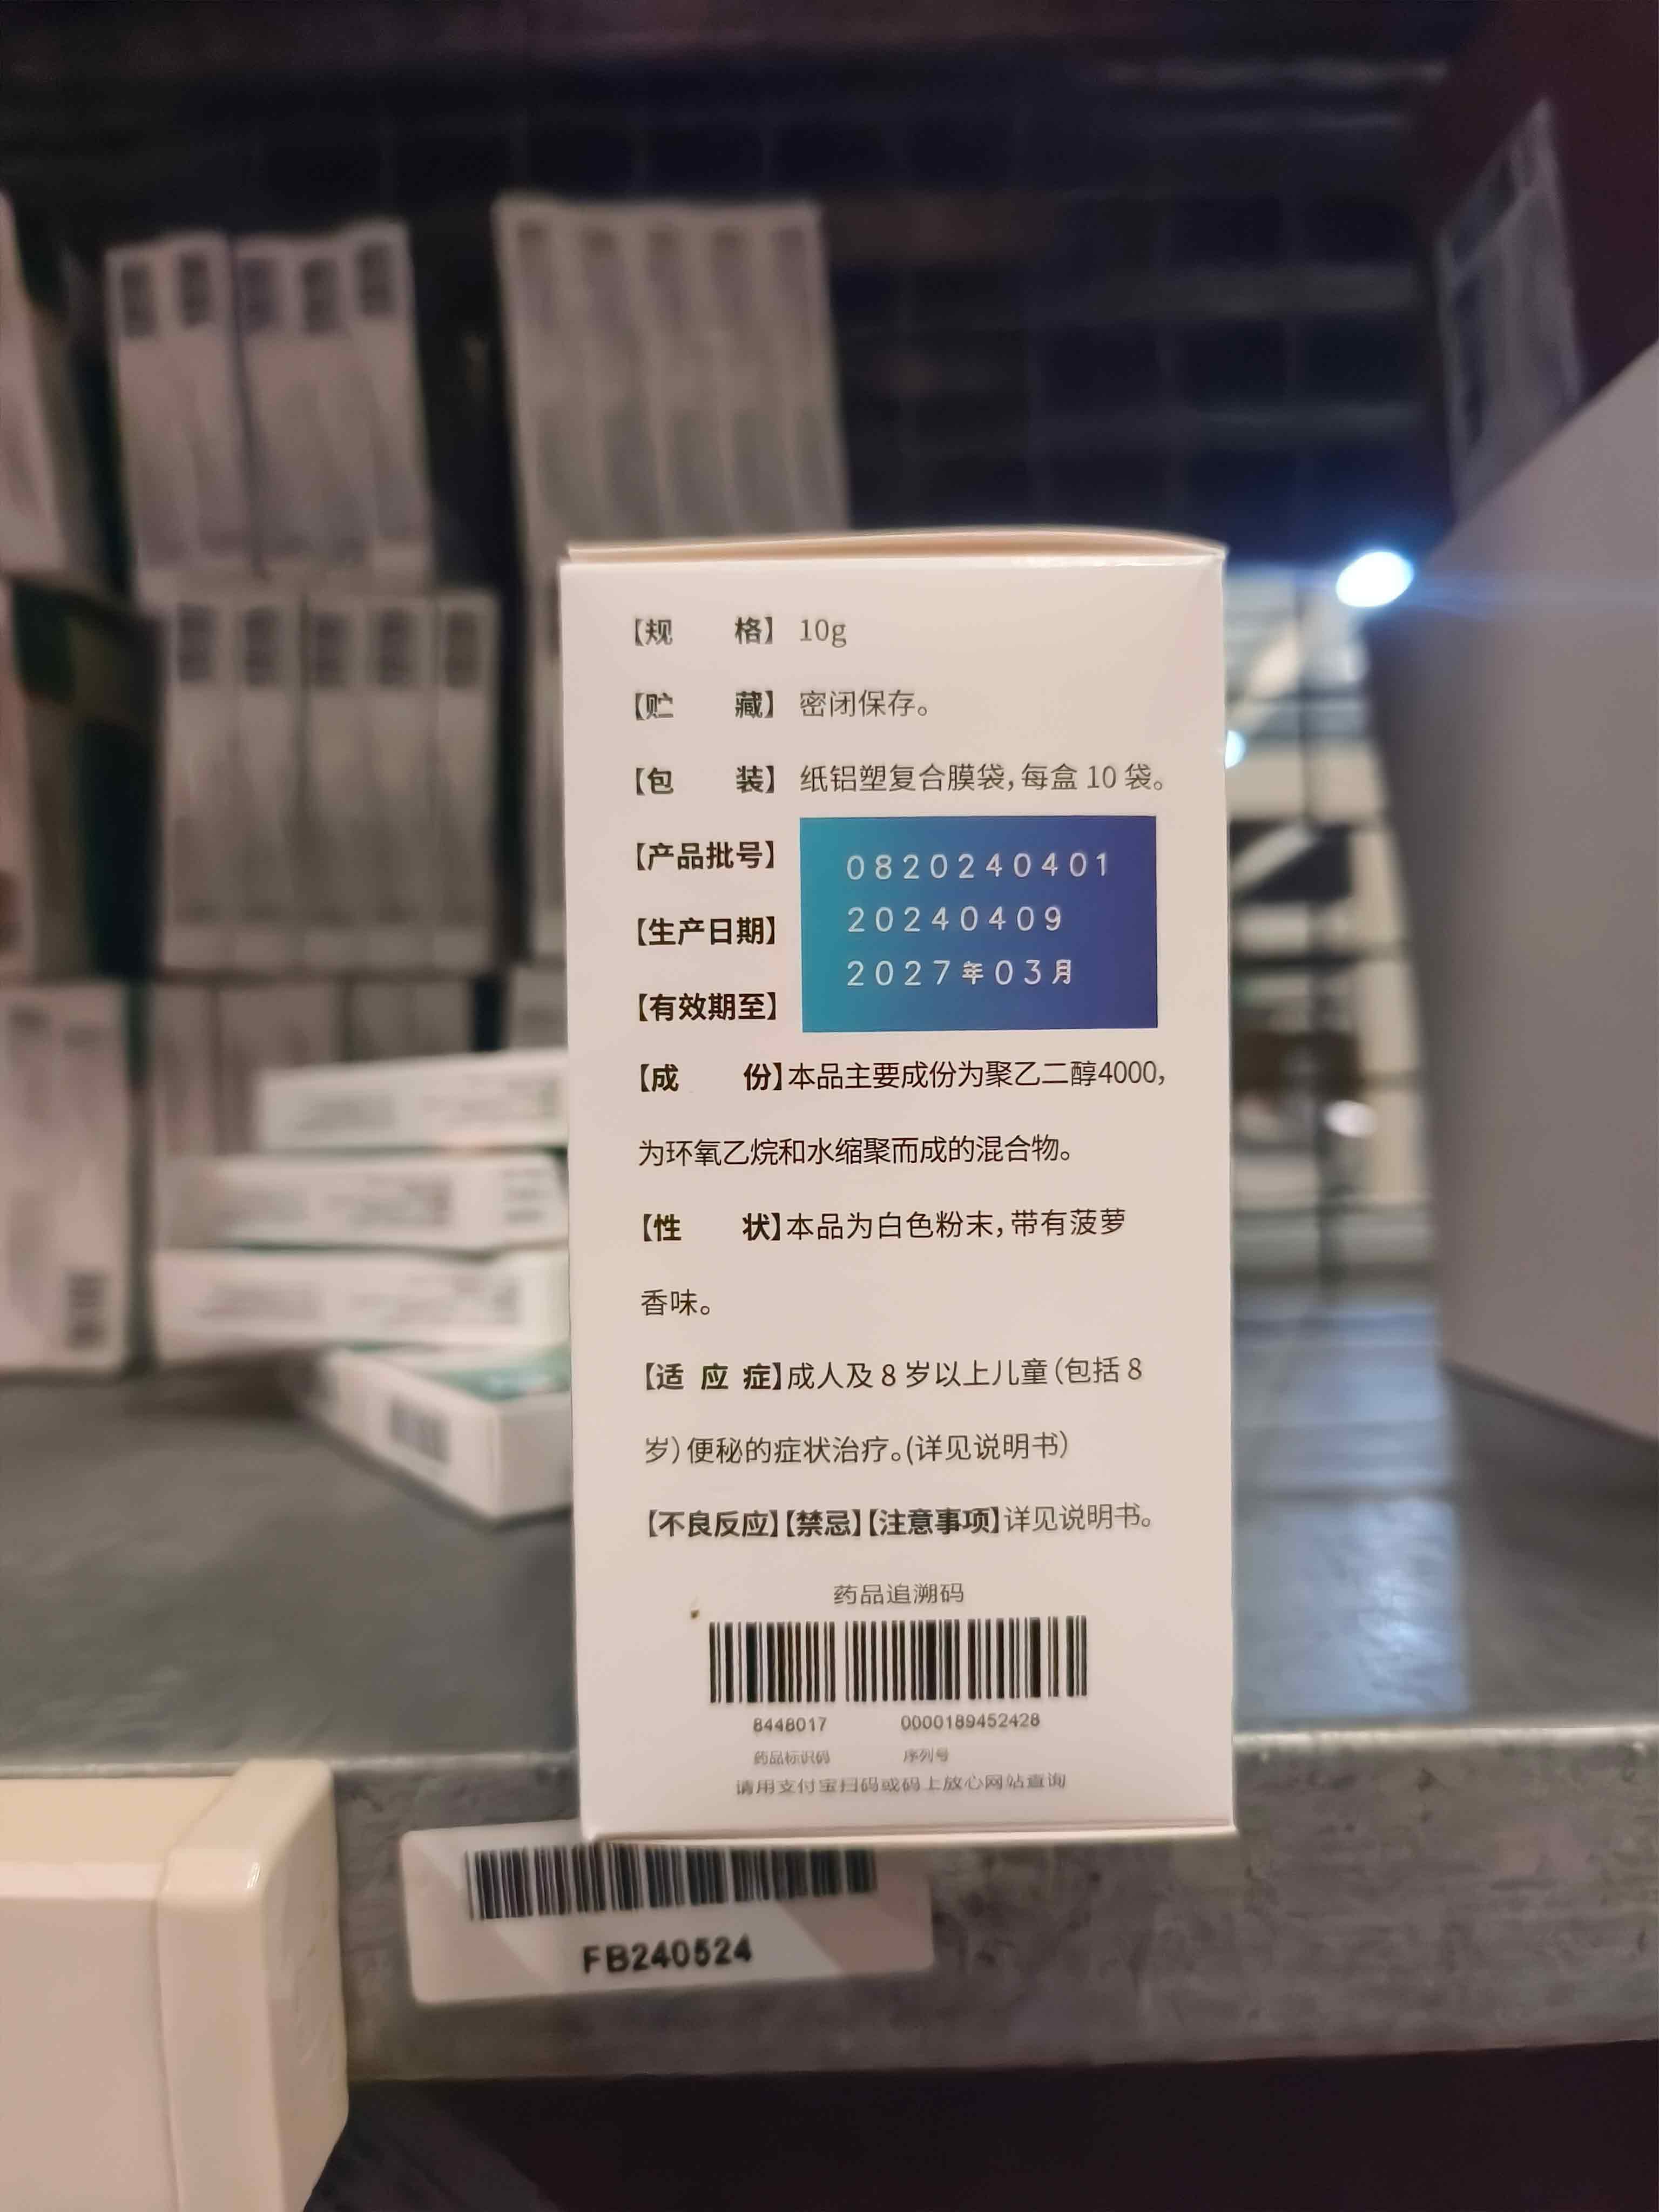 【规 格】 10g
【贮 藏】 密闭保存。
【包 装】 纸铝塑复合膜袋，每盒 10 袋。
【产品批号】 0820240401
【生产日期】 20240409
【有效期至】 2027年03月
【成 份】本品主要成份为聚乙二醇4000，
为环氧乙烷和水缩聚而成的混合物。
【性 状】本品为白色粉末，带有菠萝
香味。
【适 应 症】成人及 8 岁以上儿童（包括 8
岁）便秘的症状治疗。(详见说明书)
【不良反应】【禁忌】【注意事项】详见说明书。
药品追溯码
8448017 0000189452428
药品标识码 序列号
请用支付宝扫码或码上放心网站查询
FB240524